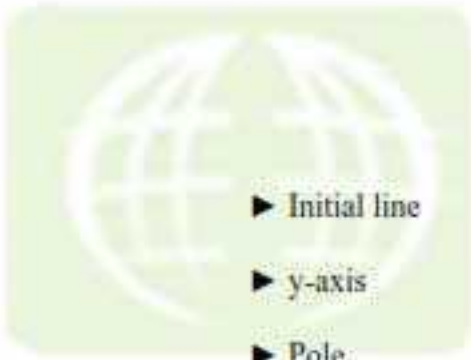 ► Initial line
► y-axis
► Pole